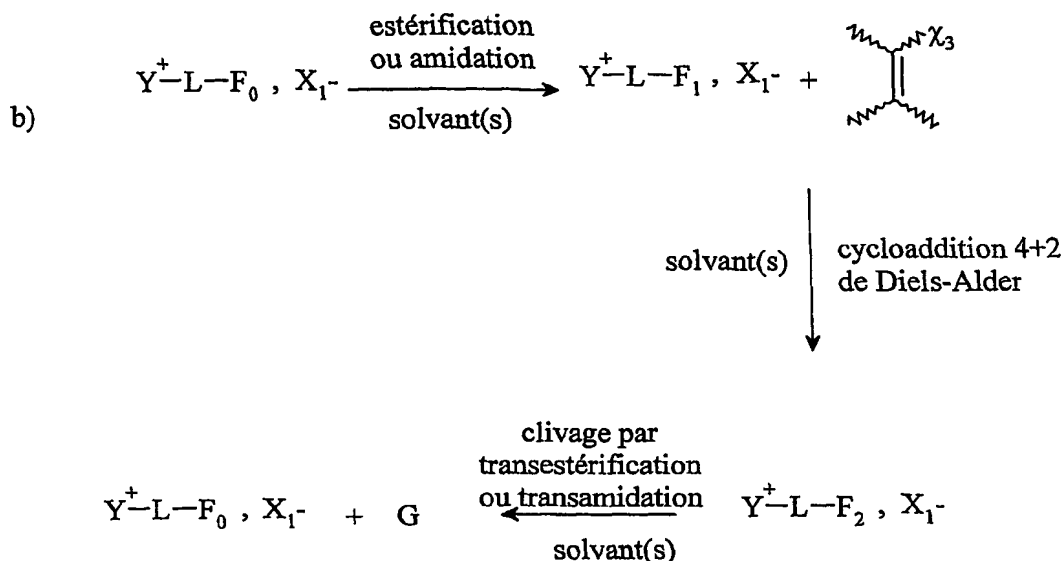 estérification
ou amidation
Y⁺—L—F₀ , X₁- solvant(s) Y⁺—L—F₁ , X₁- + χ₃
b)
solvant(s) cycloaddition 4+2
de Diels-Alder
clivage par
transestérification
ou transamidation
Y⁺—L—F₀ , X₁- + G solvant(s) Y⁺—L—F₂ , X₁-